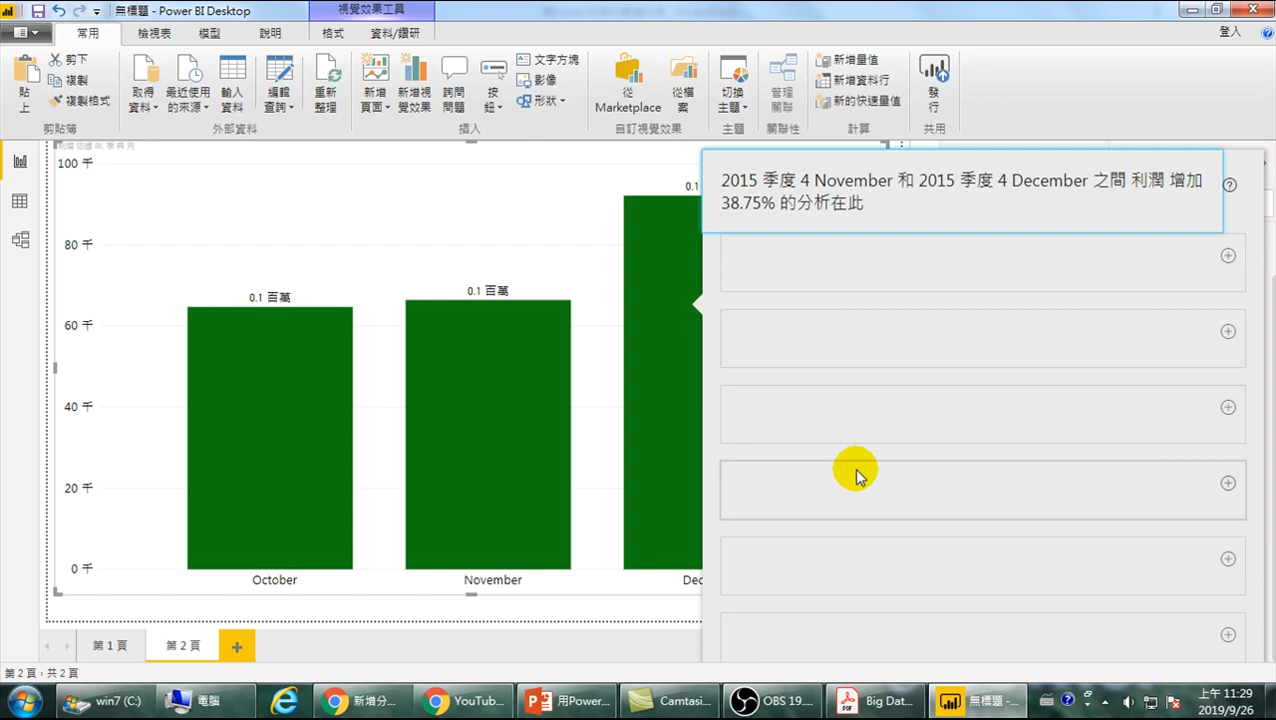 無標題 - Power BI Desktop
視覺效果工具
常用
檢視表
模型
說明
格式
資料/鑽研
登入
貼上
剪下
複製
複製格式
剪貼簿
取得資料
最近使用的來源
輸入資料
外部資料
編輯查詢
重新整理
新增頁面
新增視覺效果
詢問問題
按鈕
文字方塊
影像
形狀
插入
從 Marketplace
從檔案
自訂視覺效果
切換主題
主題
管理關聯
關聯性
新增量值
新增資料行
新的快速量值
計算
發行
共用
100 千
80 千
60 千
40 千
20 千
0 千
0.1 百萬
0.1 百萬
0.1
October
November
Dec
2015 季度 4 November 和 2015 季度 4 December 之間 利潤 增加
38.75% 的分析在此
第 1 頁
第 2 頁
第 2 頁，共 2 頁
win7 (C:)
電腦
新增分...
YouTub...
用Power...
Camtasi...
OBS 19....
Big Dat...
無標題 -...
上午 11:29
2019/9/26